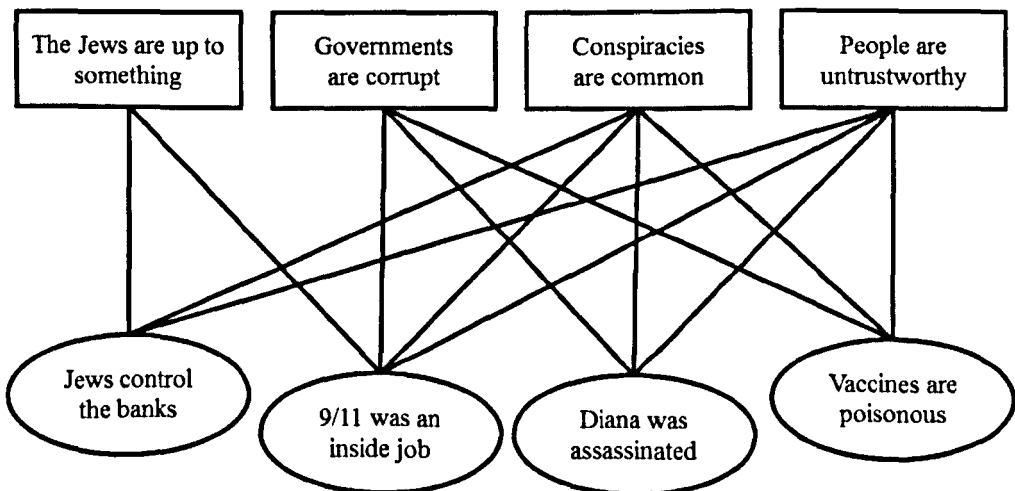 The Jews are up to
something
Governments
are corrupt
Conspiracies
are common
People are
untrustworthy
Jews control
the banks
9/11 was an
inside job
Diana was
assassinated
Vaccines are
poisonous